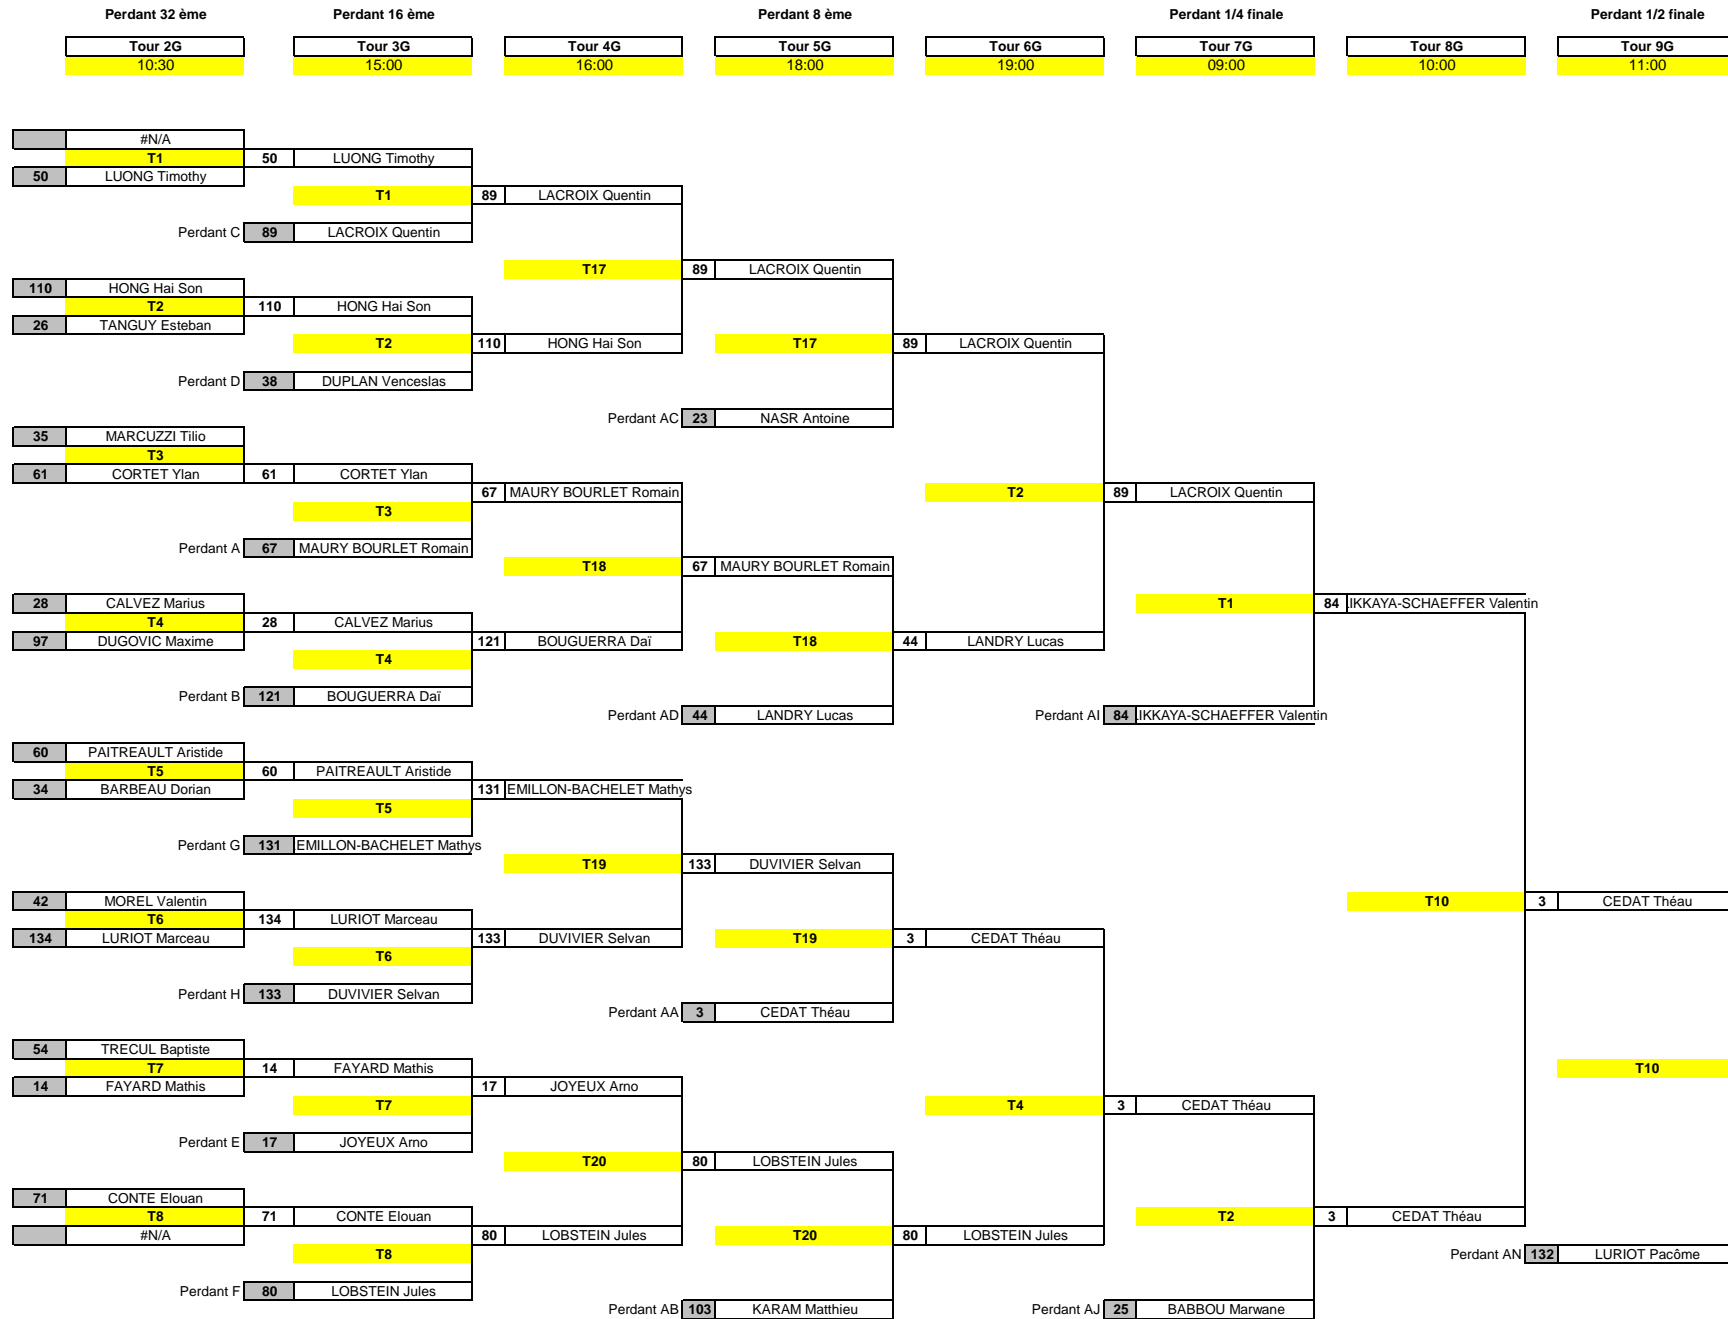 Perdant 32 ème Perdant 16 ème Perdant 8 ème Perdant 1/4 finale Perdant 1/2 finale
Tour 2G Tour 3G Tour 4G Tour 5G Tour 6G Tour 7G Tour 8G Tour 9G
10:30 15:00 16:00 18:00 19:00 09:00 10:00 11:00
#N/A
T1 50 LUONG Timothy
50 LUONG Timothy
T1 89 LACROIX Quentin
Perdant C 89 LACROIX Quentin
T17 89 LACROIX Quentin
110 HONG Hai Son
T2 110 HONG Hai Son
26 TANGUY Esteban
T2 110 HONG Hai Son T17 89 LACROIX Quentin
Perdant D 38 DUPLAN Venceslas
Perdant AC 23 NASR Antoine
35 MARCUZZI Tilio
T3
61 CORTET Ylan 61 CORTET Ylan
67 MAURY BOURLET Romain T2 89 LACROIX Quentin
T3
Perdant A 67 MAURY BOURLET Romain
T18 67 MAURY BOURLET Romain
28 CALVEZ Marius T1 84 IKKAYA-SCHAEFFER Valentin
T4 28 CALVEZ Marius
97 DUGOVIC Maxime 121 BOUGUERRA Daï T18 44 LANDRY Lucas
T4
Perdant B 121 BOUGUERRA Daï
Perdant AD 44 LANDRY Lucas Perdant AI 84 IKKAYA-SCHAEFFER Valentin
60 PAITREAULT Aristide
T5 60 PAITREAULT Aristide
34 BARBEAU Dorian 131 EMILLON-BACHELET Mathys
T5
Perdant G 131 EMILLON-BACHELET Mathys
T19 133 DUVIVIER Selvan
42 MOREL Valentin T10 3 CEDAT Théau
T6 134 LURIOT Marceau
134 LURIOT Marceau 133 DUVIVIER Selvan T19 3 CEDAT Théau
T6
Perdant H 133 DUVIVIER Selvan
Perdant AA 3 CEDAT Théau
54 TRECUL Baptiste
T7 14 FAYARD Mathis T10
14 FAYARD Mathis 17 JOYEUX Arno
T7 T4 3 CEDAT Théau
Perdant E 17 JOYEUX Arno
T20 80 LOBSTEIN Jules
71 CONTE Elouan
T8 71 CONTE Elouan T2 3 CEDAT Théau
#N/A 80 LOBSTEIN Jules T20 80 LOBSTEIN Jules
T8 Perdant AN 132 LURIOT Pacôme
Perdant F 80 LOBSTEIN Jules
Perdant AB 103 KARAM Matthieu Perdant AJ 25 BABBOU Marwane